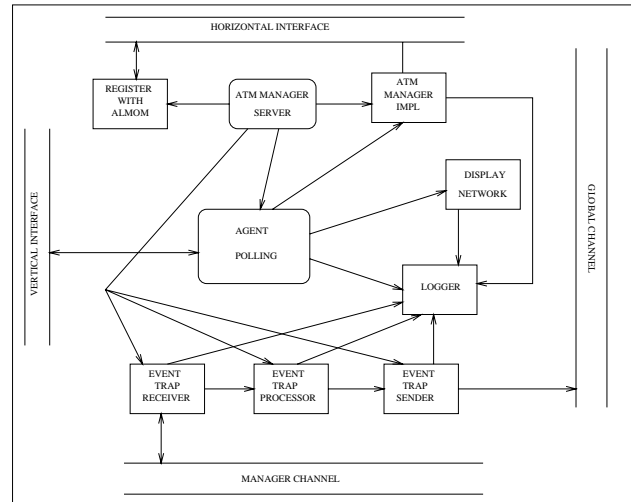 HORIZONTAL INTERFACE
REGISTER
WITH
ALMOM
ATM MANAGER
SERVER
ATM
MANAGER
IMPL
DISPLAY
NETWORK
VERTICAL INTERFACE
AGENT
POLLING
GLOBAL CHANNEL
LOGGER
EVENT
TRAP
RECEIVER
EVENT
TRAP
PROCESSOR
EVENT
TRAP
SENDER
MANAGER CHANNEL